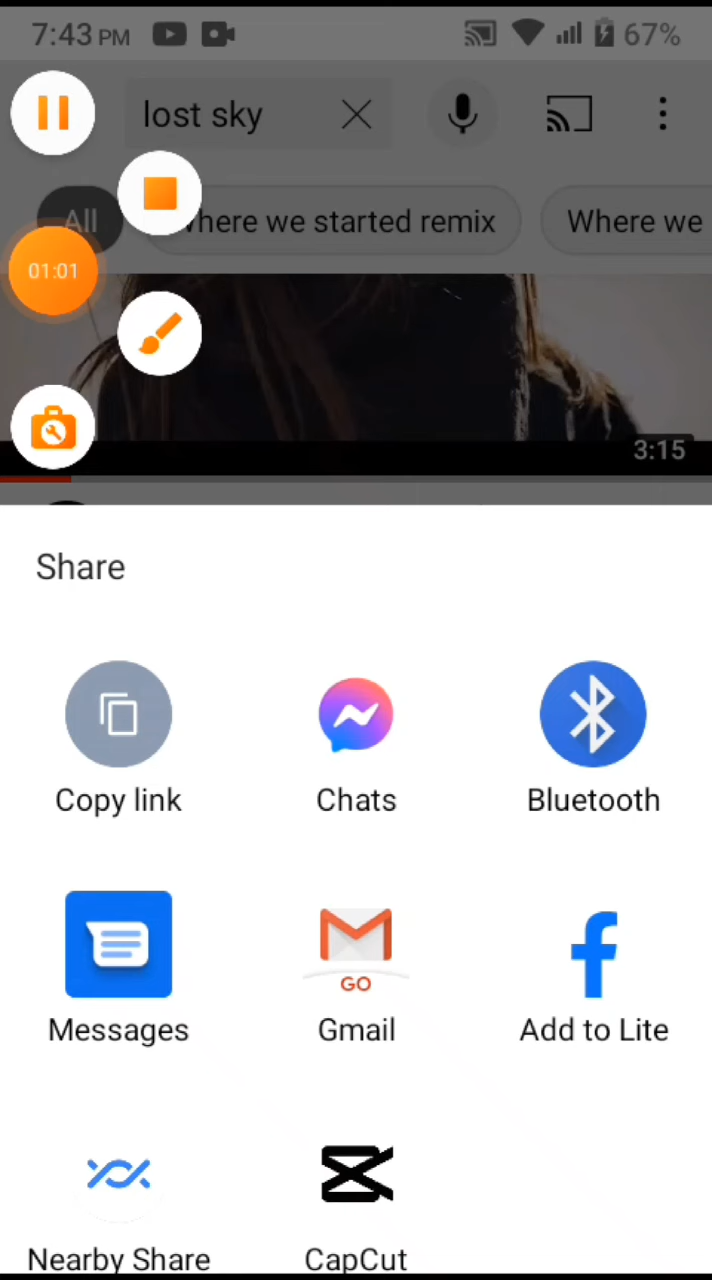 7:43 PM 67%
lost sky
All
here we started remix
Where we
01:01
3:15
Share
Copy link
Chats
Bluetooth
GO
Messages
Gmail
Add to Lite
Nearby Share
CapCut